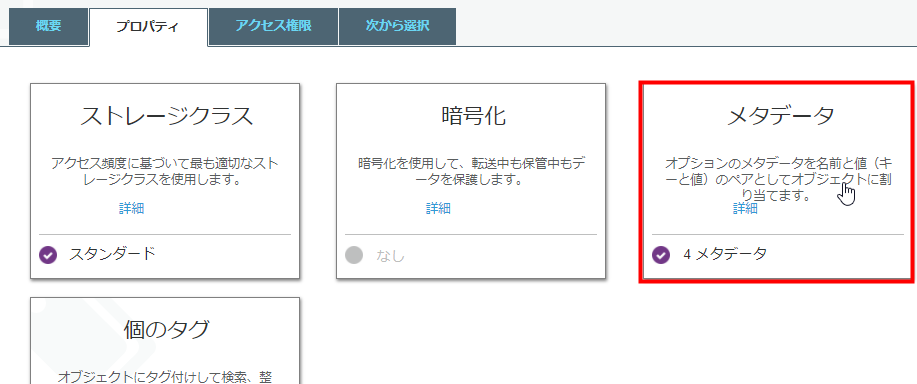 概要
プロパティ
アクセス権限
次から選択
ストレージクラス
アクセス頻度に基づいて最も適切なスト
レージクラスを使用します。
詳細
スタンダード
暗号化
暗号化を使用して、転送中も保管中もデ
ータを保護します。
詳細
なし
メタデータ
オプションのメタデータを名前と値（キ
ーと値）のペアとしてオブジェクトに割
り当てます。
詳細
4 メタデータ
個のタグ
オブジェクトにタグ付けして検索、整